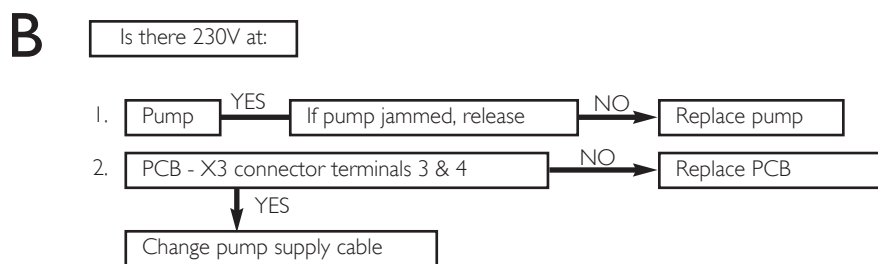 B
Is there 230V at:
1. Pump YES If pump jammed, release NO Replace pump
2. PCB - X3 connector terminals 3 & 4 NO Replace PCB
YES
Change pump supply cable